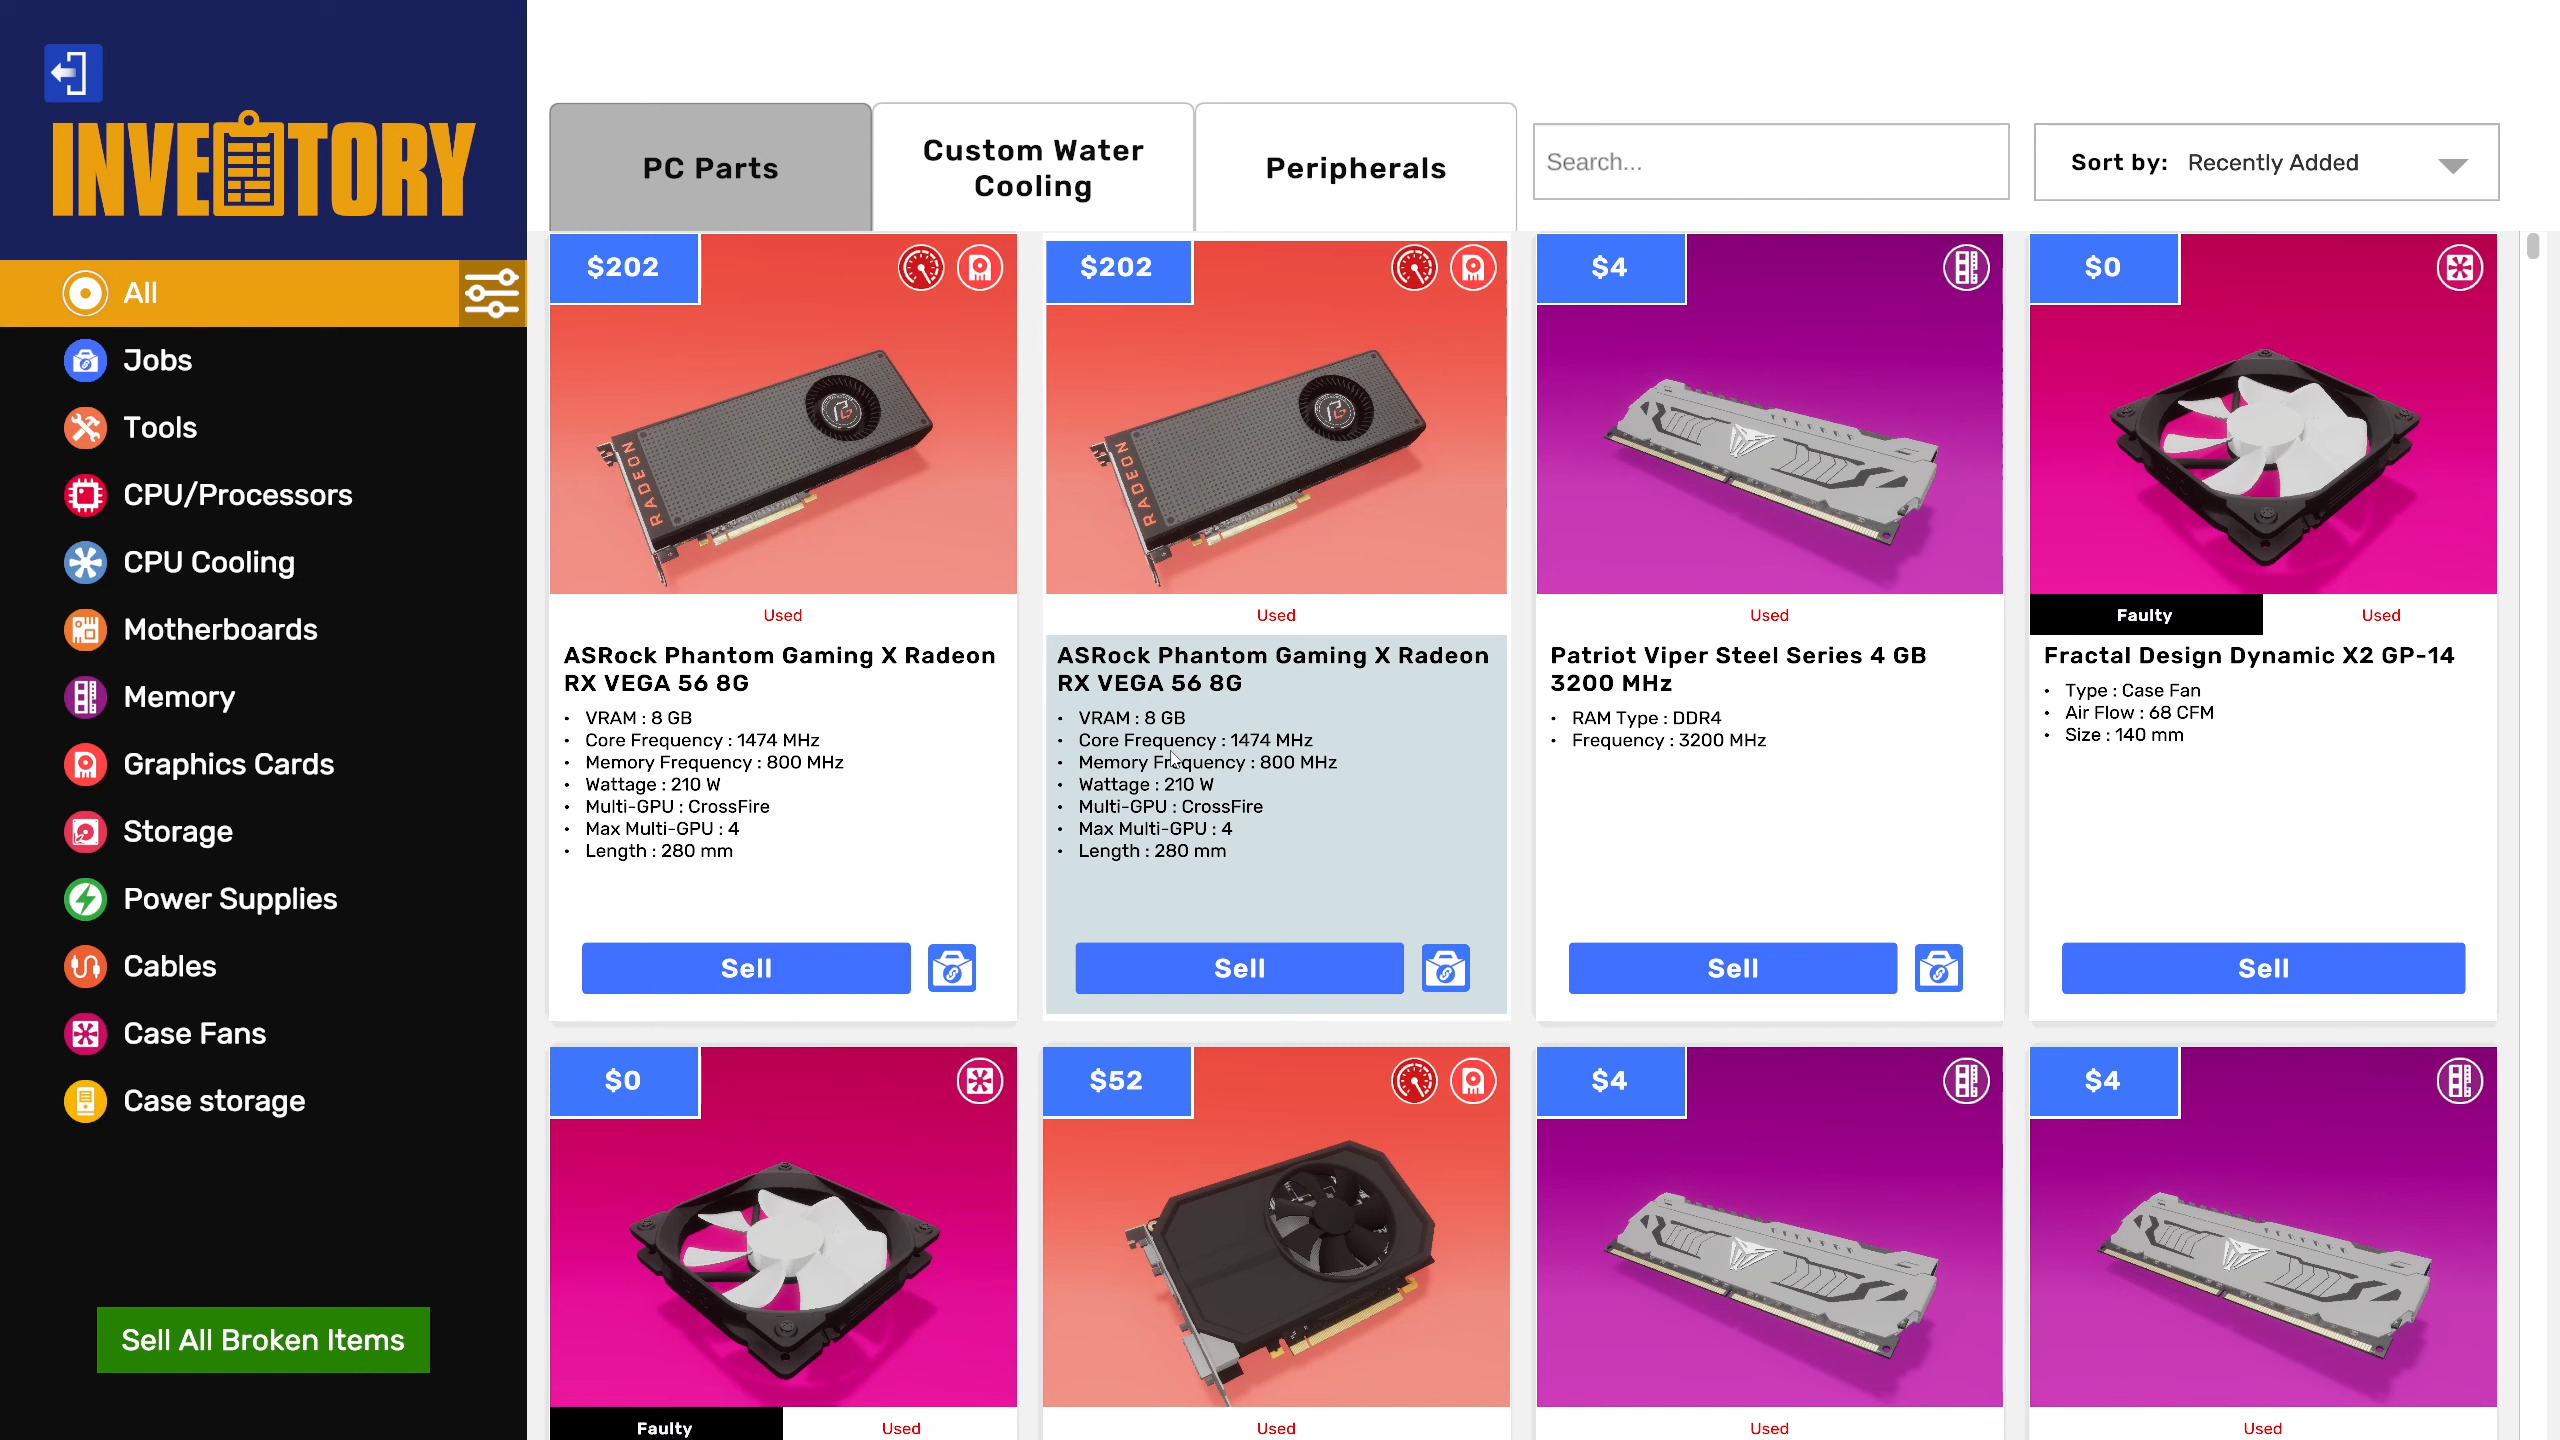 INVENTORY
All
Jobs
Tools
CPU/Processors
CPU Cooling
Motherboards
Memory
Graphics Cards
Storage
Power Supplies
Cables
Case Fans
Case storage
Sell All Broken Items
PC Parts
Custom Water
Cooling
Peripherals
Search...
Sort by: Recently Added
$202
RADEON
Used
ASRock Phantom Gaming X Radeon
RX VEGA 56 8G
• VRAM : 8 GB
• Core Frequency : 1474 MHz
• Memory Frequency : 800 MHz
• Wattage : 210 W
• Multi-GPU : CrossFire
• Max Multi-GPU : 4
• Length : 280 mm
Sell
$202
RADEON
Used
ASRock Phantom Gaming X Radeon
RX VEGA 56 8G
• VRAM : 8 GB
• Core Frequency : 1474 MHz
• Memory Frequency : 800 MHz
• Wattage : 210 W
• Multi-GPU : CrossFire
• Max Multi-GPU : 4
• Length : 280 mm
Sell
$4
Used
Patriot Viper Steel Series 4 GB
3200 MHz
• RAM Type : DDR4
• Frequency : 3200 MHz
Sell
$0
Faulty
Used
Fractal Design Dynamic X2 GP-14
• Type : Case Fan
• Air Flow : 68 CFM
• Size : 140 mm
Sell
$0
Faulty
Used
$52
Used
$4
Used
$4
Used